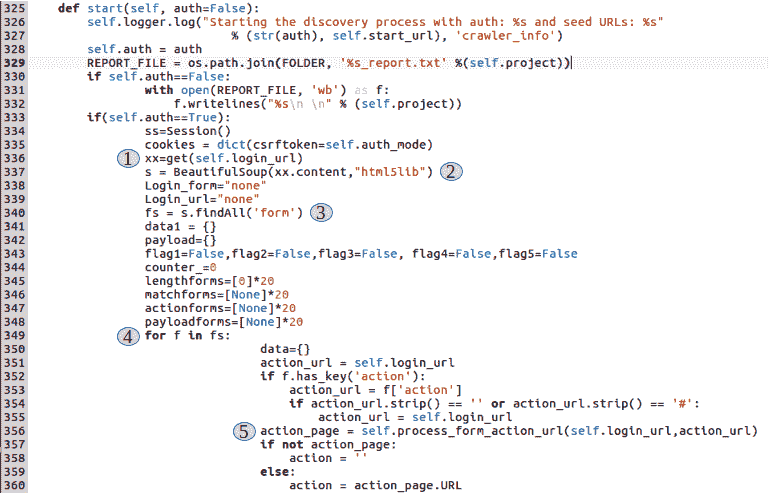 325 def start(self, auth=False):
326 self.logger.log("Starting the discovery process with auth: %s and seed URLs: %s"
327 % (str(auth), self.start_url), 'crawler_info')
328 self.auth = auth
329 REPORT_FILE = os.path.join(FOLDER, '%s_report.txt' %(self.project))
330 if self.auth==False:
331 with open(REPORT_FILE, 'wb') as f:
332 f.writelines("%s\n \n" % (self.project))
333 if(self.auth==True):
334 ss=Session()
335 cookies = dict(csrftoken=self.auth_mode)
336 1 xx=get(self.login_url)
337 s = BeautifulSoup(xx.content,"html5lib") 2
338 Login_form="none"
339 Login_url="none"
340 fs = s.findAll('form') 3
341 data1 = {}
342 payload={}
343 flag1=False,flag2=False,flag3=False, flag4=False,flag5=False
344 counter_=0
345 lengthforms=[0]*20
346 matchforms=[None]*20
347 actionforms=[None]*20
348 payloadforms=[None]*20
349 4 for f in fs:
350 data={}
351 action_url = self.login_url
352 if f.has_key('action'):
353 action_url = f['action']
354 if action_url.strip() == '' or action_url.strip() == '#':
355 action_url = self.login_url
356 5 action_page = self.process_form_action_url(self.login_url,action_url)
357 if not action_page:
358 action = ''
359 else:
360 action = action_page.URL